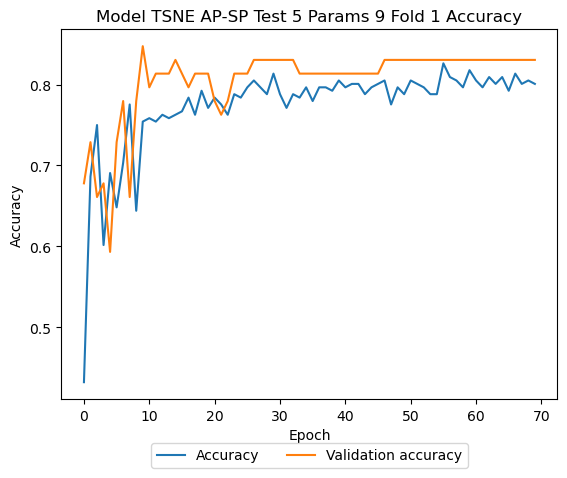 Model TSNE AP-SP Test 5 Params 9 Fold 1 Accuracy
Accuracy
0.8
0.7
0.6
0.5
0 10 20 30 40 50 60 70
Epoch
Accuracy Validation accuracy